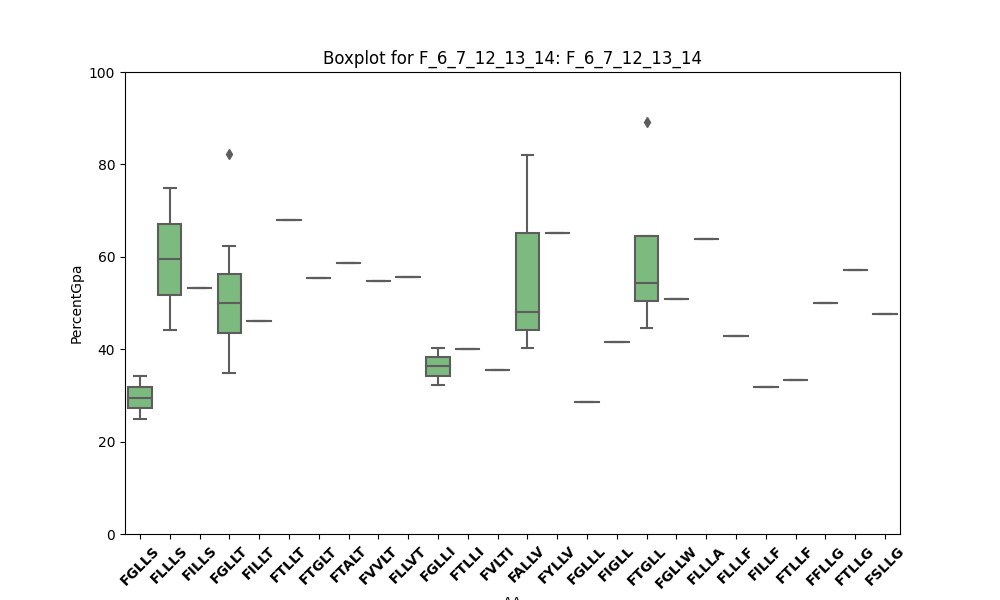 Boxplot for F_6_7_12_13_14: F_6_7_12_13_14
PercentGpa
100
80
60
40
20
0
FGLLS FLLLS FILLS FGLLT FILLT FTLLT FTGLT FTALT FVVLT FLLVT FGLLI FTLLI FVLTI FALLV FYLLV FGLLL FIGLL FTGLL FGLLW FLLLA FLLLF FILLF FTLLF FFLLG FTLLG FSLLG
AA